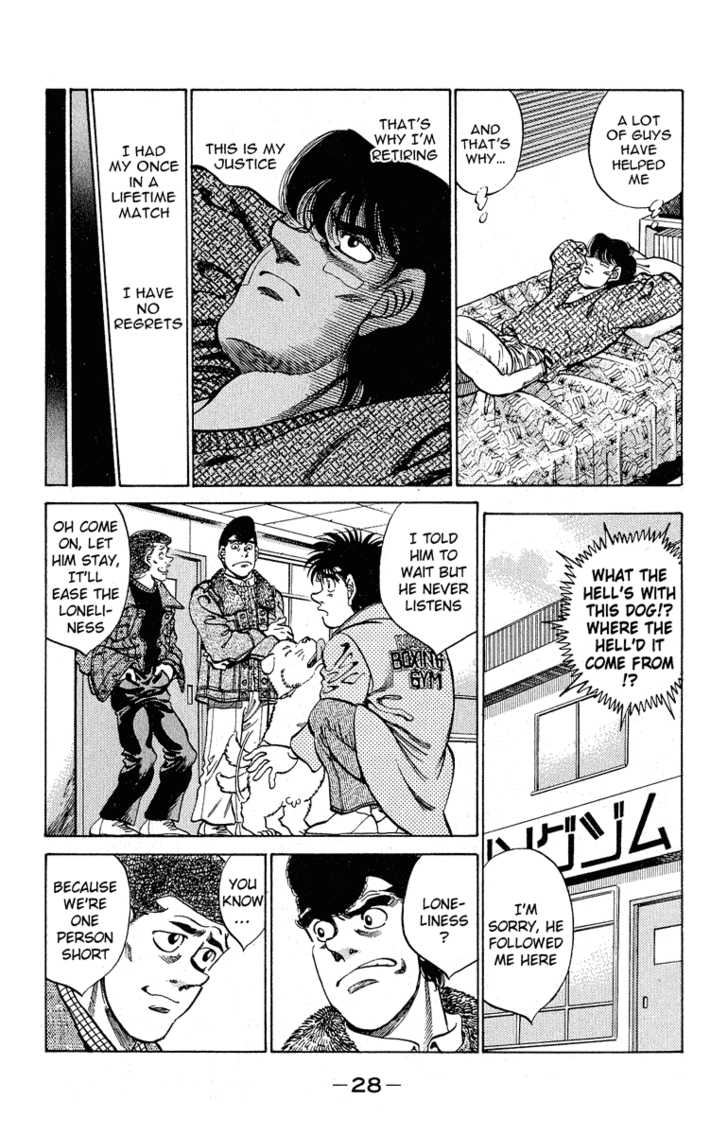 A LOT
OF GUYS
HAVE
HELPED
ME
AND
THAT'S
WHY...
THAT'S
WHY I'M
RETIRING
THIS IS MY
JUSTICE
I HAD
MY ONCE
IN A
LIFETIME
MATCH
I HAVE
NO
REGRETS
WHAT THE
HELL'S WITH
THIS DOG!?
WHERE THE
HELL'D IT
COME FROM
!?
ングジム
I'M
SORRY, HE
FOLLOWED
ME HERE
I TOLD
HIM TO
WAIT BUT
HE NEVER
LISTENS
BOXING
GYM
OH COME
ON, LET
HIM STAY,
IT'LL
EASE THE
LONELI-
NESS
LONE-
LINESS
?
YOU
KNOW
...
BECAUSE
WE'RE
ONE
PERSON
SHORT
—28—